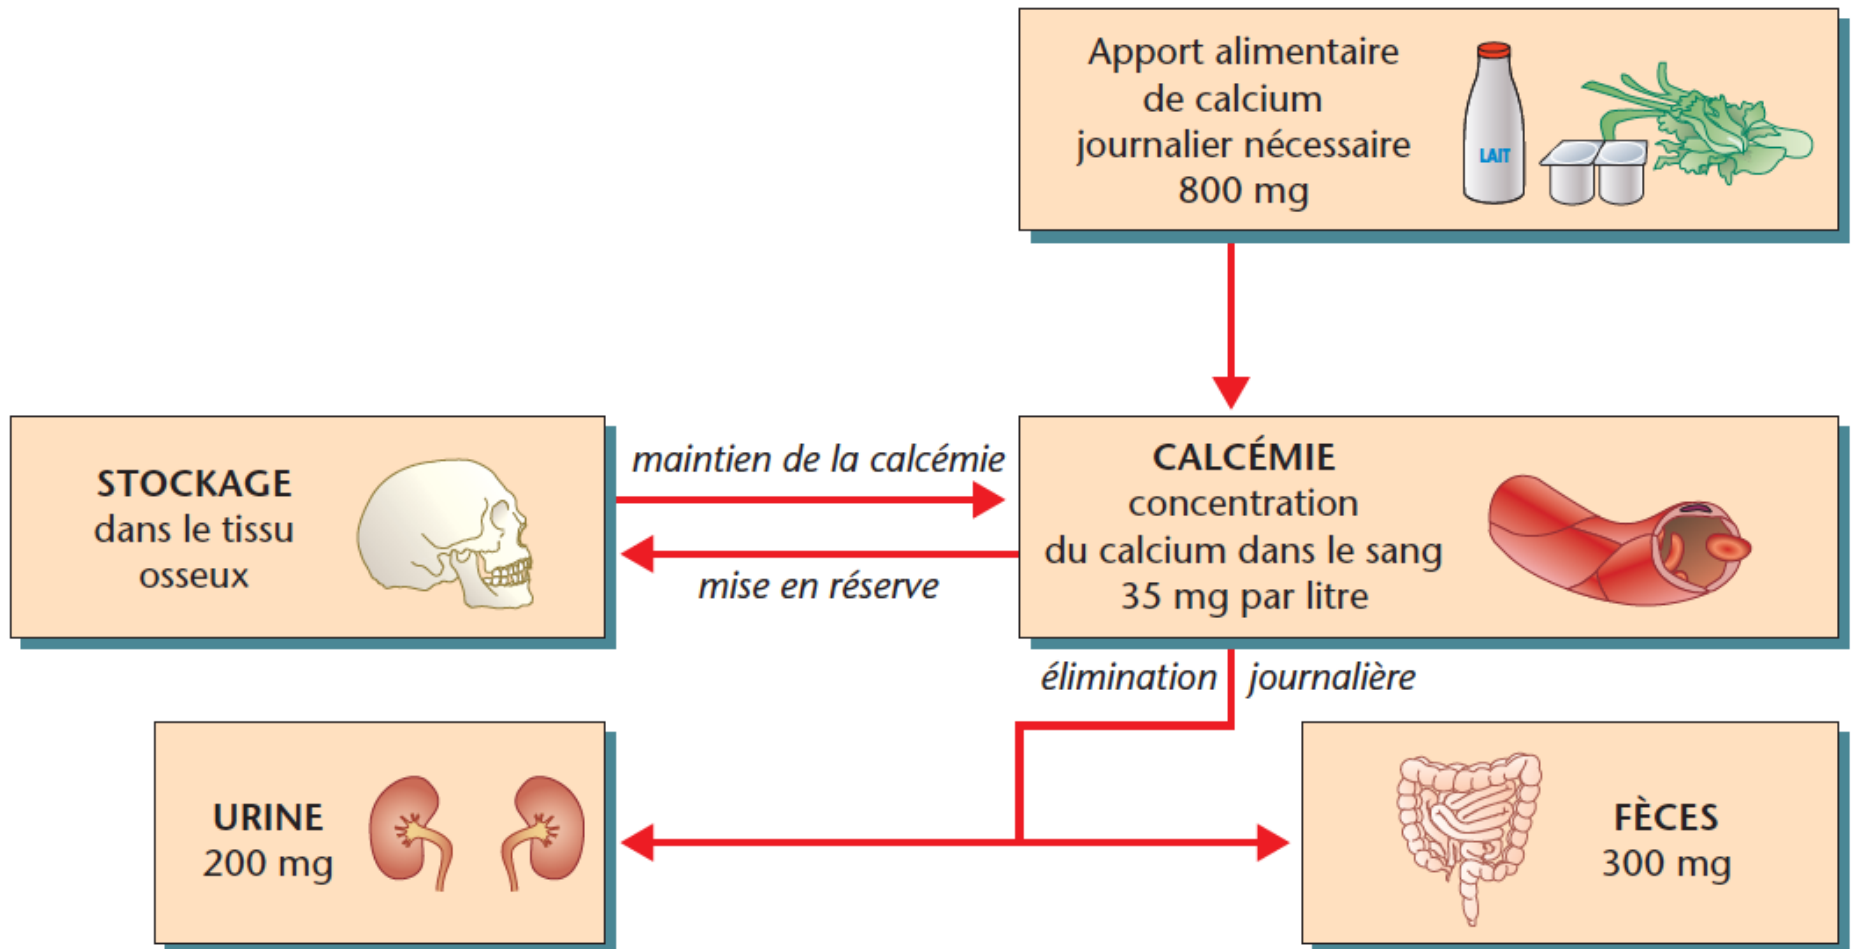 Apport alimentaire
de calcium
journalier nécessaire
800 mg
LAIT
STOCKAGE
dans le tissu
osseux
maintien de la calcémie
mise en réserve
CALCÉMIE
concentration
du calcium dans le sang
35 mg par litre
élimination journalière
URINE
200 mg
FÈCES
300 mg